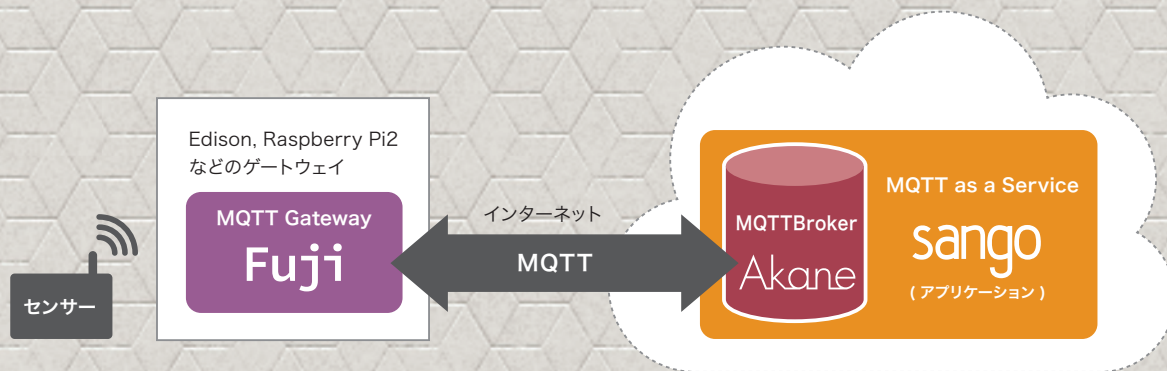 センサー
Edison, Raspberry Pi2
などのゲートウェイ
MQTT Gateway
Fuji
インターネット
MQTT
MQTTBroker
Akane
MQTT as a Service
sango
( アプリケーション )